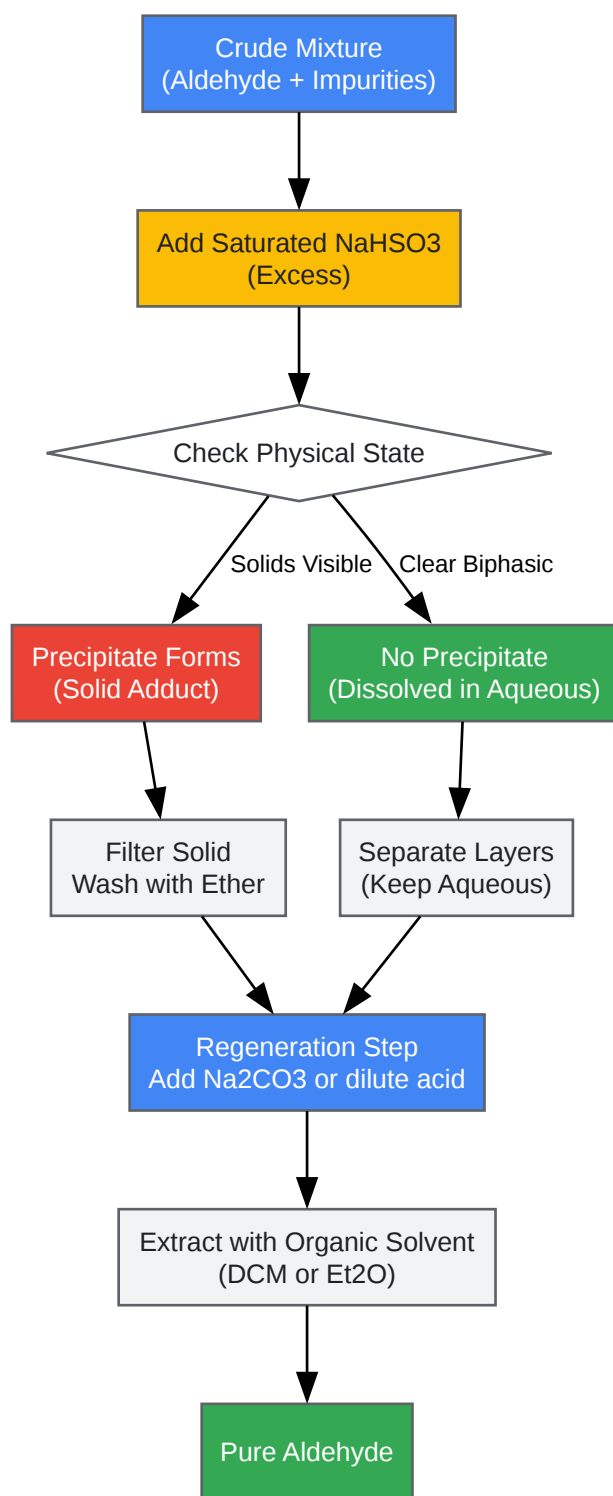 Crude Mixture
(Aldehyde + Impurities)
Add Saturated NaHSO3
(Excess)
Check Physical State
Solids Visible
Clear Biphasic
Precipitate Forms
(Solid Adduct)
No Precipitate
(Dissolved in Aqueous)
Filter Solid
Wash with Ether
Separate Layers
(Keep Aqueous)
Regeneration Step
Add Na2CO3 or dilute acid
Extract with Organic Solvent
(DCM or Et2O)
Pure Aldehyde